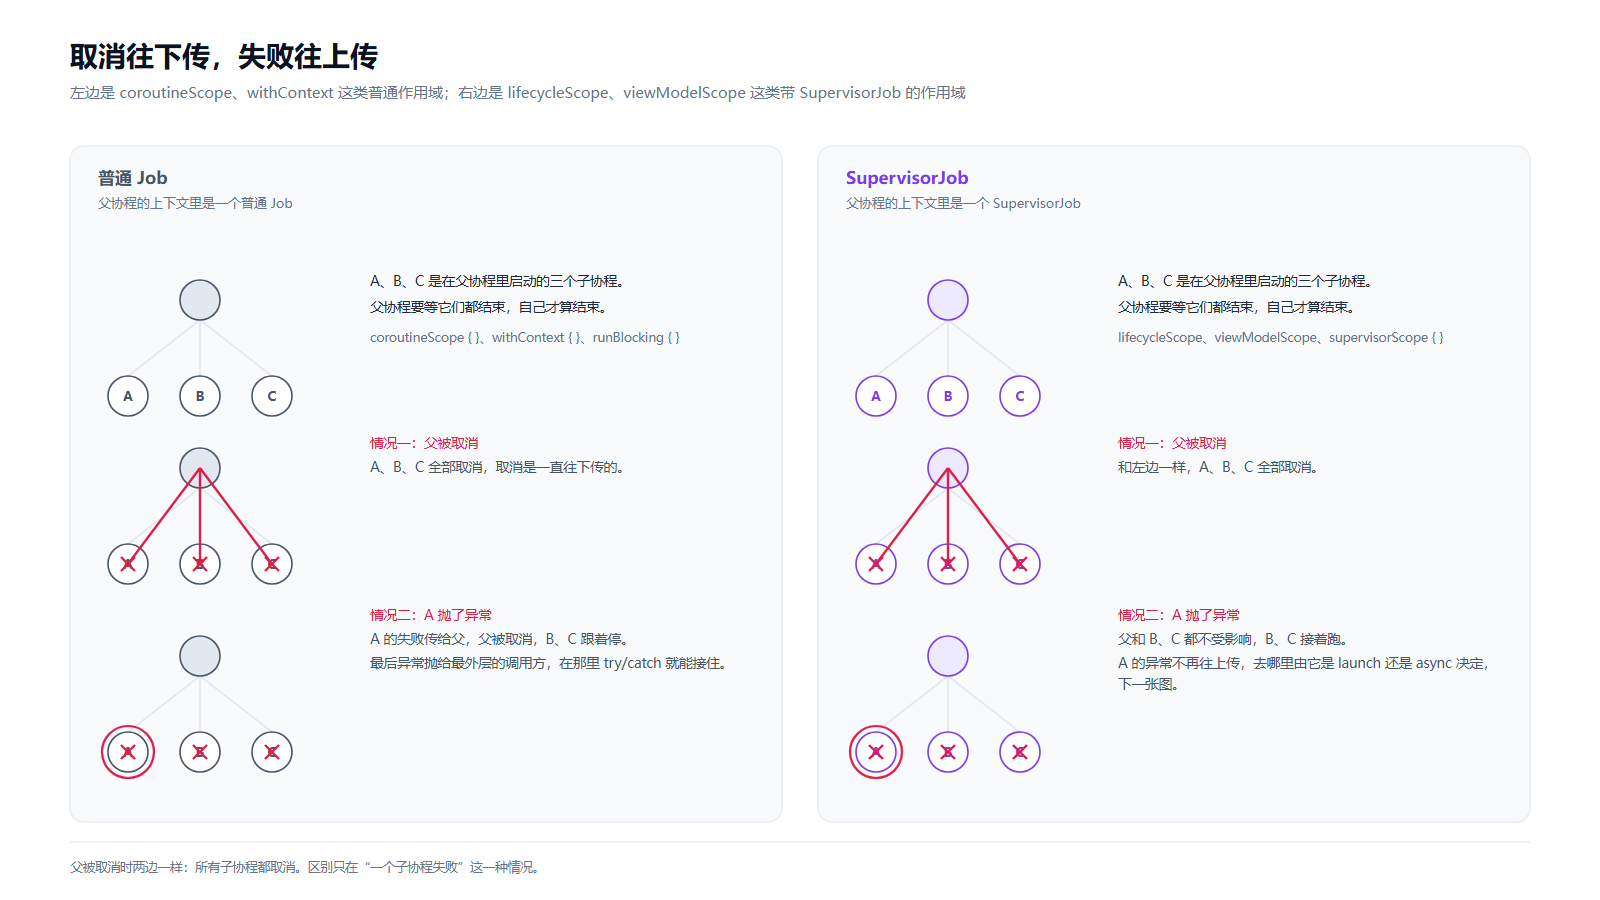 取消往下传，失败往上传
左边是 coroutineScope、withContext 这类普通作用域；右边是 lifecycleScope、viewModelScope 这类带 SupervisorJob 的作用域
普通 Job
父协程的上下文里是一个普通 Job
A、B、C 是在父协程里启动的三个子协程。
父协程要等它们都结束，自己才算结束。
coroutineScope { }、withContext { }、runBlocking { }
A B C
情况一：父被取消
A、B、C 全部取消，取消是一直往下传的。
A B C
情况二：A 抛了异常
A 的失败传给父，父被取消，B、C 跟着停。
最后异常抛给最外层的调用方，在那里 try/catch 就能接住。
A B C
SupervisorJob
父协程的上下文里是一个 SupervisorJob
A、B、C 是在父协程里启动的三个子协程。
父协程要等它们都结束，自己才算结束。
lifecycleScope、viewModelScope、supervisorScope { }
A B C
情况一：父被取消
和左边一样，A、B、C 全部取消。
A B C
情况二：A 抛了异常
父和 B、C 都不受影响，B、C 接着跑。
A 的异常不再往上传，去哪里由它是 launch 还是 async 决定，
下一张图。
A B C
父被取消时两边一样：所有子协程都取消。区别只在“一个子协程失败”这一种情况。